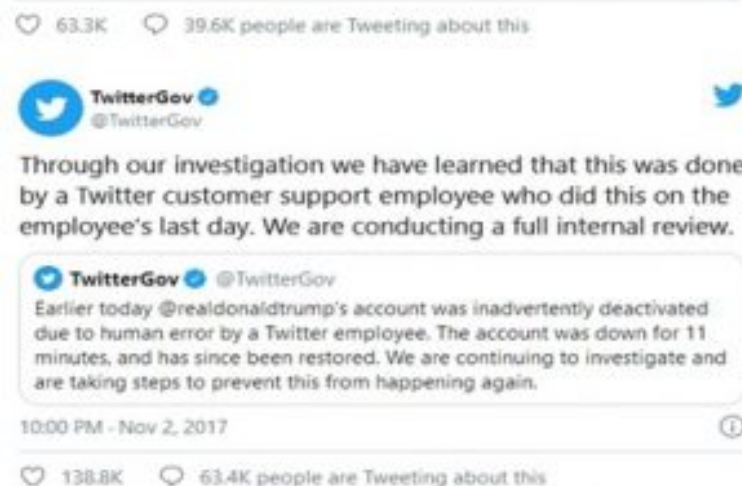 63.3K 39.6K people are Tweeting about this
TwitterGov
@TwitterGov
Through our investigation we have learned that this was done
by a Twitter customer support employee who did this on the
employee's last day. We are conducting a full internal review.
TwitterGov @TwitterGov
Earlier today @realdonaldtrump's account was inadvertently deactivated
due to human error by a Twitter employee. The account was down for 11
minutes, and has since been restored. We are continuing to investigate and
are taking steps to prevent this from happening again.
10:00 PM - Nov 2, 2017
138.8K 63.4K people are Tweeting about this